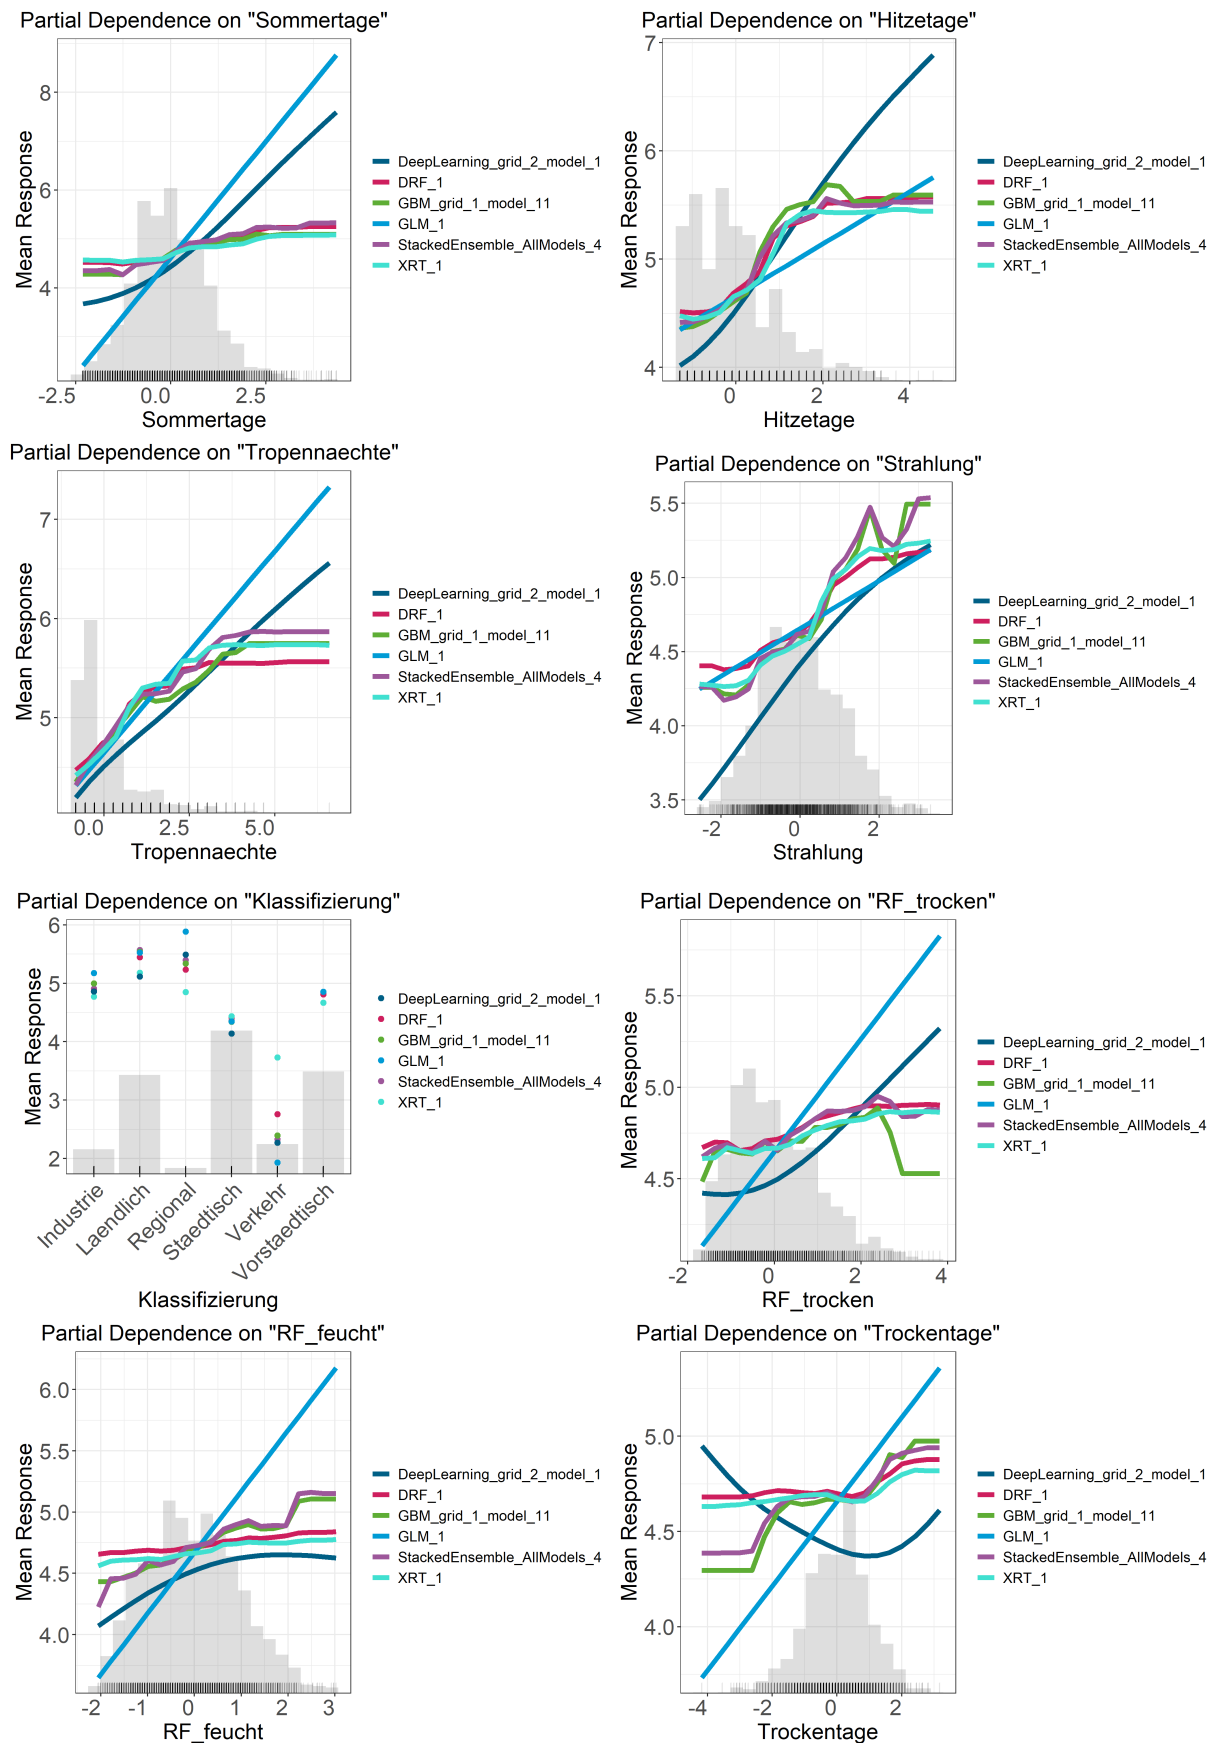 Partial Dependence on "Sommertage"
Mean Response
8
6
4
-2.5 0.0 2.5
Sommertage
DeepLearning_grid_2_model_1
DRF_1
GBM_grid_1_model_11
GLM_1
StackedEnsemble_AllModels_4
XRT_1
Partial Dependence on "Hitzetage"
Mean Response
7
6
5
4
0 2 4
Hitzetage
DeepLearning_grid_2_model_1
DRF_1
GBM_grid_1_model_11
GLM_1
StackedEnsemble_AllModels_4
XRT_1
Partial Dependence on "Tropennaechte"
Mean Response
7
6
5
0.0 2.5 5.0
Tropennaechte
DeepLearning_grid_2_model_1
DRF_1
GBM_grid_1_model_11
GLM_1
StackedEnsemble_AllModels_4
XRT_1
Partial Dependence on "Strahlung"
Mean Response
5.5
5.0
4.5
4.0
3.5
-2 0 2
Strahlung
DeepLearning_grid_2_model_1
DRF_1
GBM_grid_1_model_11
GLM_1
StackedEnsemble_AllModels_4
XRT_1
Partial Dependence on "Klassifizierung"
Mean Response
6
5
4
3
2
Industrie
Laendlich
Regional
Staedtisch
Verkehr
Vorstaedtisch
Klassifizierung
DeepLearning_grid_2_model_1
DRF_1
GBM_grid_1_model_11
GLM_1
StackedEnsemble_AllModels_4
XRT_1
Partial Dependence on "RF_trocken"
Mean Response
5.5
5.0
4.5
-2 0 2 4
RF_trocken
DeepLearning_grid_2_model_1
DRF_1
GBM_grid_1_model_11
GLM_1
StackedEnsemble_AllModels_4
XRT_1
Partial Dependence on "RF_feucht"
Mean Response
6.0
5.5
5.0
4.5
4.0
-2 -1 0 1 2 3
RF_feucht
DeepLearning_grid_2_model_1
DRF_1
GBM_grid_1_model_11
GLM_1
StackedEnsemble_AllModels_4
XRT_1
Partial Dependence on "Trockentage"
Mean Response
5.0
4.5
4.0
-4 -2 0 2
Trockentage
DeepLearning_grid_2_model_1
DRF_1
GBM_grid_1_model_11
GLM_1
StackedEnsemble_AllModels_4
XRT_1